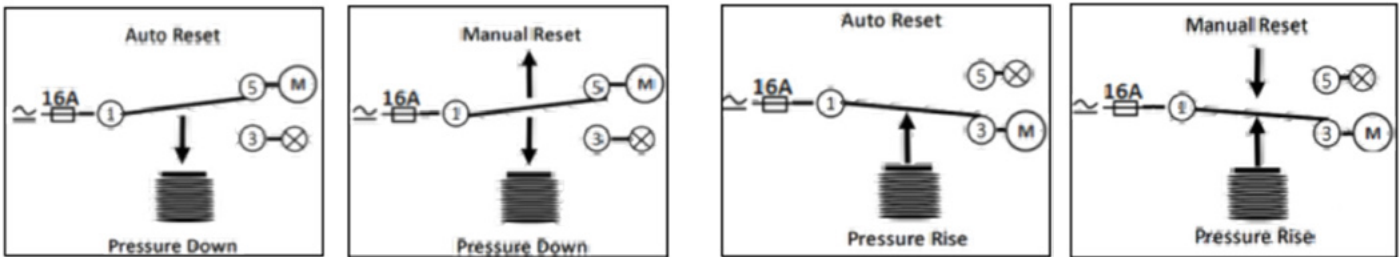 Auto Reset
16A
1
5
M
3
Pressure Down
Manual Reset
16A
1
5
M
3
Pressure Down
Auto Reset
5
16A
1
3
M
Pressure Rise
Manual Reset
5
16A
1
3
M
Pressure Rise